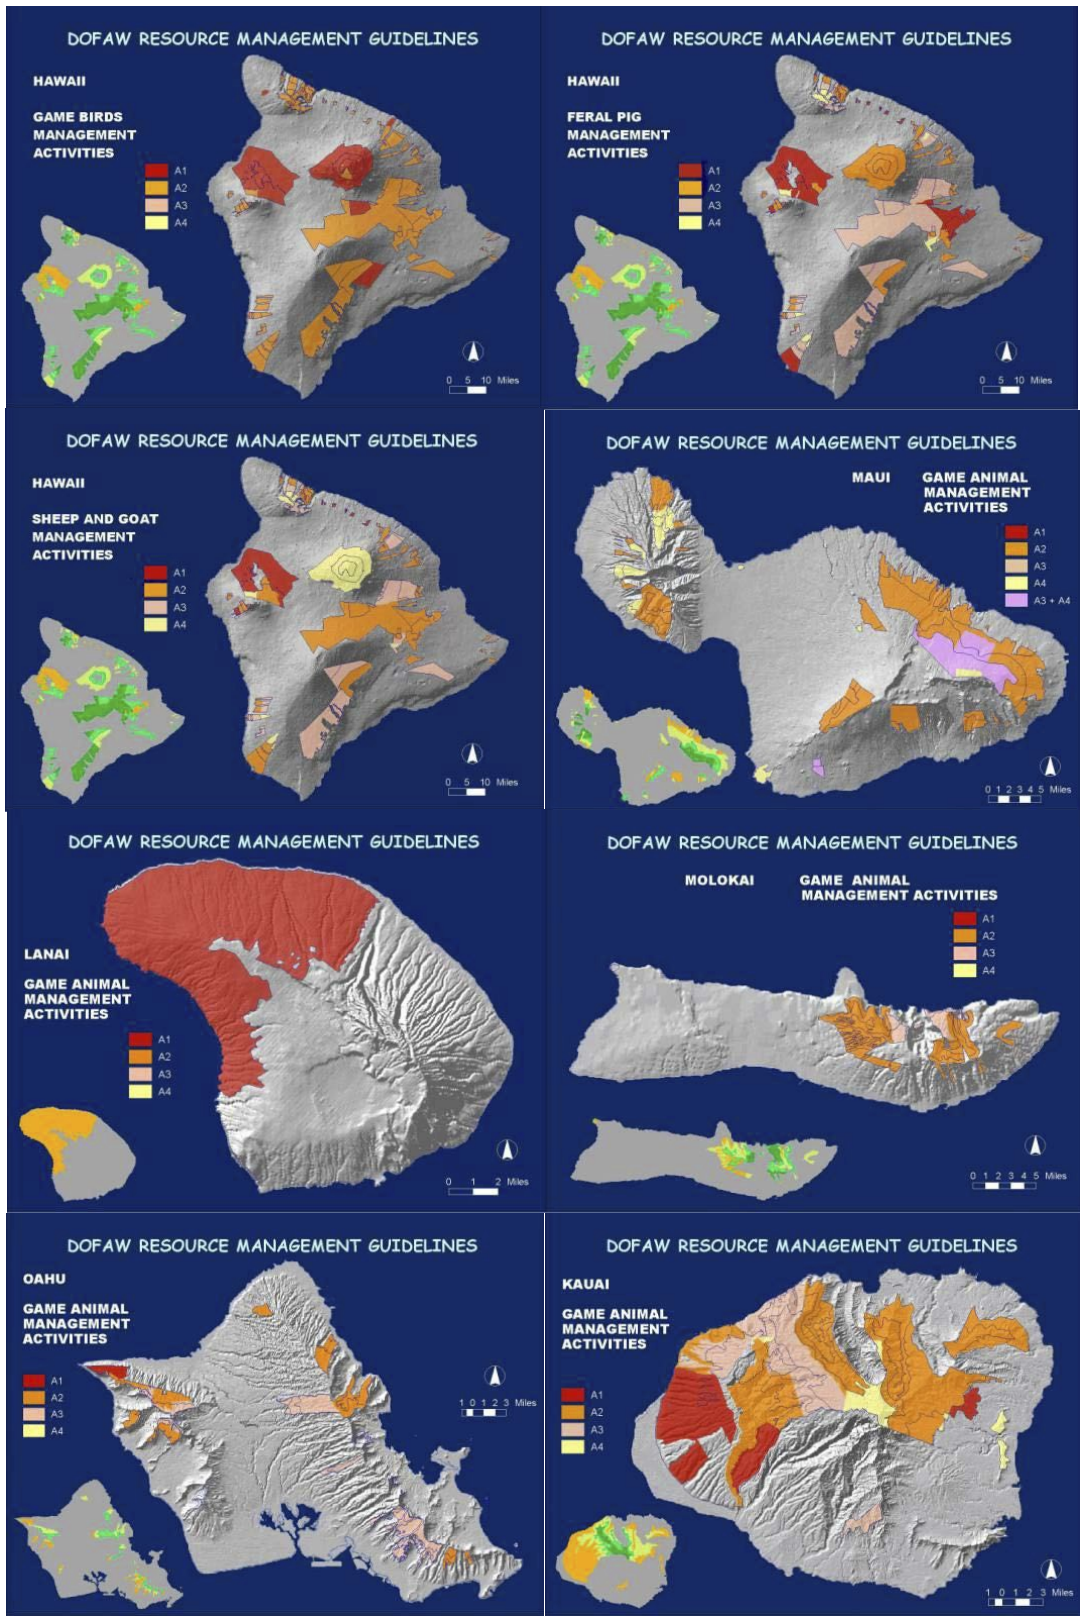 DOFAW RESOURCE MANAGEMENT GUIDELINES
HAWAII
GAME BIRDS
MANAGEMENT
ACTIVITIES
A1
A2
A3
A4
0 5 10 Miles
DOFAW RESOURCE MANAGEMENT GUIDELINES
HAWAII
FERAL PIG
MANAGEMENT
ACTIVITIES
A1
A2
A3
A4
0 5 10 Miles
DOFAW RESOURCE MANAGEMENT GUIDELINES
HAWAII
SHEEP AND GOAT
MANAGEMENT
ACTIVITIES
A1
A2
A3
A4
0 5 10 Miles
DOFAW RESOURCE MANAGEMENT GUIDELINES
MAUI GAME ANIMAL
MANAGEMENT
ACTIVITIES
A1
A2
A3
A4
A3 + A4
0 1 2 3 4 5 Miles
DOFAW RESOURCE MANAGEMENT GUIDELINES
LANAI
GAME ANIMAL
MANAGEMENT
ACTIVITIES
A1
A2
A3
A4
0 1 2 Miles
DOFAW RESOURCE MANAGEMENT GUIDELINES
MOLOKAI GAME ANIMAL
MANAGEMENT ACTIVITIES
A1
A2
A3
A4
0 1 2 3 4 5 Miles
DOFAW RESOURCE MANAGEMENT GUIDELINES
OAHU
GAME ANIMAL
MANAGEMENT
ACTIVITIES
A1
A2
A3
A4
1 0 1 2 3 Miles
DOFAW RESOURCE MANAGEMENT GUIDELINES
KAUAI
GAME ANIMAL
MANAGEMENT
ACTIVITIES
A1
A2
A3
A4
1 0 1 2 3 Miles